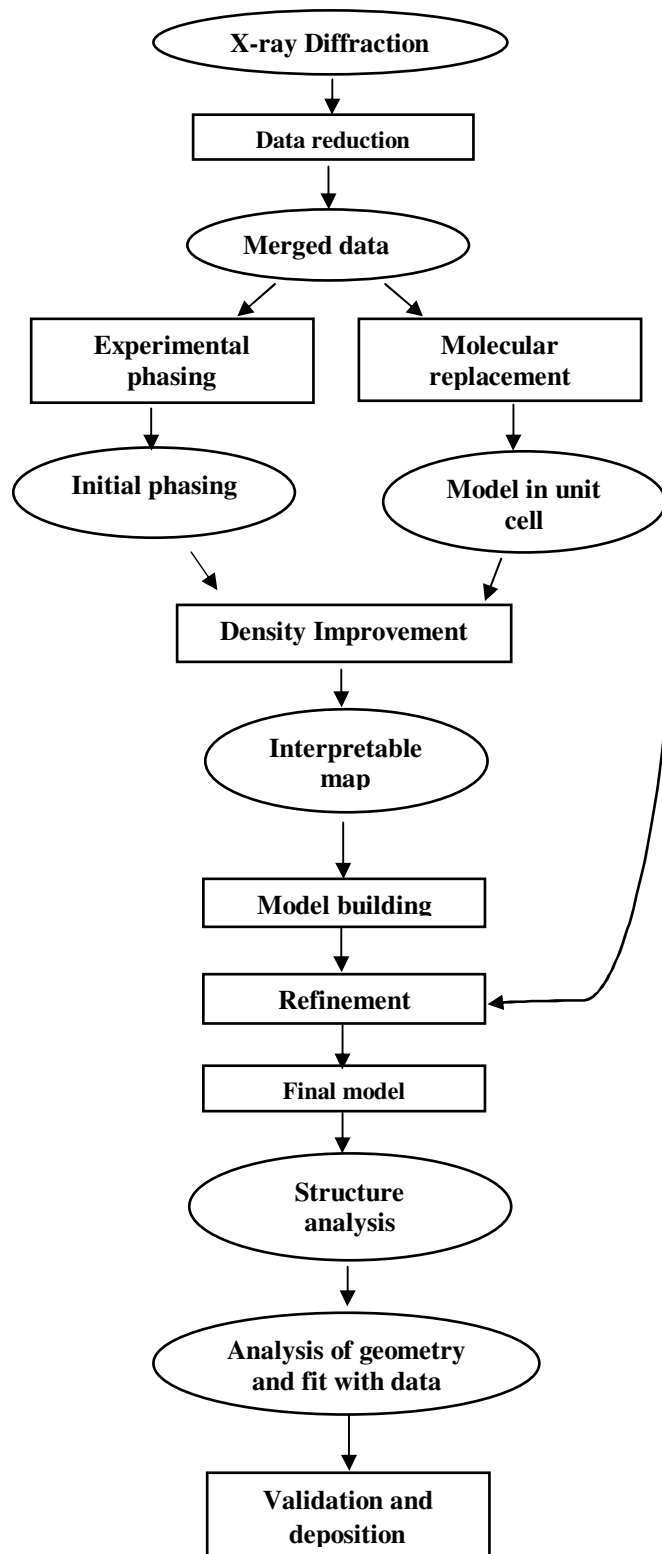 X-ray Diffraction
Data reduction
Merged data
Experimental
phasing
Molecular
replacement
Initial phasing
Model in unit
cell
Density Improvement
Interpretable
map
Model building
Refinement
Final model
Structure
analysis
Analysis of geometry
and fit with data
Validation and
deposition